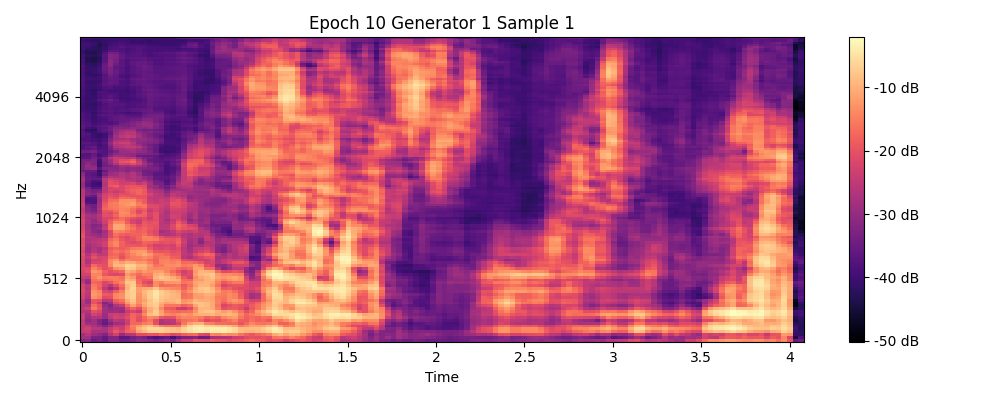 Epoch 10 Generator 1 Sample 1
Hz
4096
2048
1024
512
0
0 0.5 1 1.5 2 2.5 3 3.5 4
Time
-10 dB
-20 dB
-30 dB
-40 dB
-50 dB